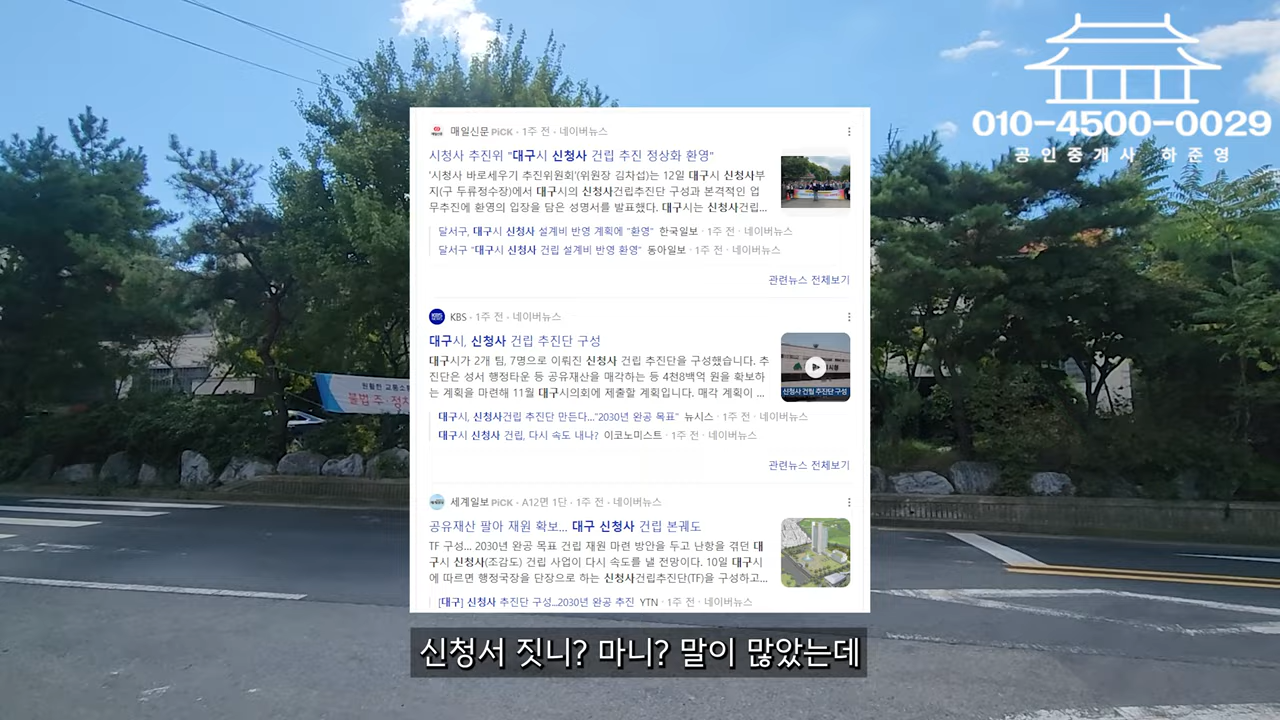 010-4500-0029
공인중개사 하준영
매일신문 PiCK · 1주 전 · 네이버뉴스
시청사 추진위 "대구시 신청사 건립 추진 정상화 환영"
'시청사 바로세우기 추진위원회'(위원장 김차섭)는 12일 대구시 신청사부
지(구 두류정수장)에서 대구시의 신청사건립추진단 구성과 본격적인 업
무추진에 환영의 입장을 담은 성명서를 발표했다. 대구시는 신청사건립...
달서구, 대구시 신청사 설계비 반영 계획에 "환영" 한국일보 · 1주 전 · 네이버뉴스
달서구 "대구시 신청사 건립 설계비 반영 환영" 동아일보 · 1주 전 · 네이버뉴스
관련뉴스 전체보기
KBS · 1주 전 · 네이버뉴스
대구시, 신청사 건립 추진단 구성
대구시가 2개 팀, 7명으로 이뤄진 신청사 건립 추진단을 구성했습니다. 추
진단은 성서 행정타운 등 공유재산을 매각하는 등 4천8백억 원을 확보하
는 계획을 마련해 11월 대구시의회에 제출할 계획입니다. 매각 계획이 ...
신청사 건립 추진단 구성
대구시, 신청사건립 추진단 만든다..."2030년 완공 목표" 뉴시스 · 1주 전 · 네이버뉴스
대구시 신청사 건립, 다시 속도 내나? 이코노미스트 · 1주 전 · 네이버뉴스
관련뉴스 전체보기
세계일보 PiCK · A12면 1단 · 1주 전 · 네이버뉴스
공유재산 팔아 재원 확보... 대구 신청사 건립 본궤도
TF 구성... 2030년 완공 목표 건립 재원 마련 방안을 두고 난항을 겪던 대
구시 신청사(조감도) 건립 사업이 다시 속도를 낼 전망이다. 10일 대구시
에 따르면 행정국장을 단장으로 하는 신청사건립추진단(TF)을 구성하고...
[대구] 신청사 추진단 구성...2030년 완공 추진 YTN · 1주 전 · 네이버뉴스
원활한 교통소
불법 주·정차
신청서 짓니? 마니? 말이 많았는데